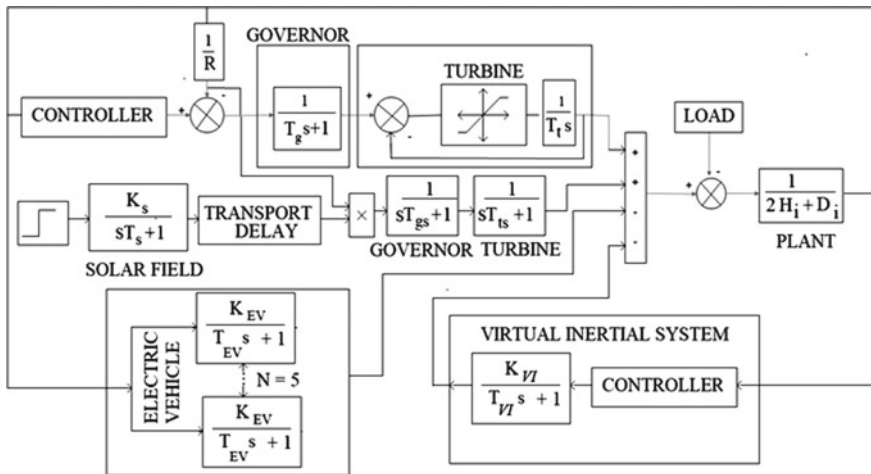 GOVERNOR
1
R
TURBINE
CONTROLLER
+
-
1
T_g s+1
+
-
1
T_t s
LOAD
+
+
-
-
+
-
1
2 H_i + D_i
PLANT
K_s
sT_s + 1
SOLAR FIELD
TRANSPORT
DELAY
×
1
sT_gs + 1
GOVERNOR
1
sT_ts + 1
TURBINE
ELECTRIC
VEHICLE
K_EV
T_EV s + 1
N = 5
K_EV
T_EV s + 1
VIRTUAL INERTIAL SYSTEM
K_VI
T_VI s + 1
CONTROLLER